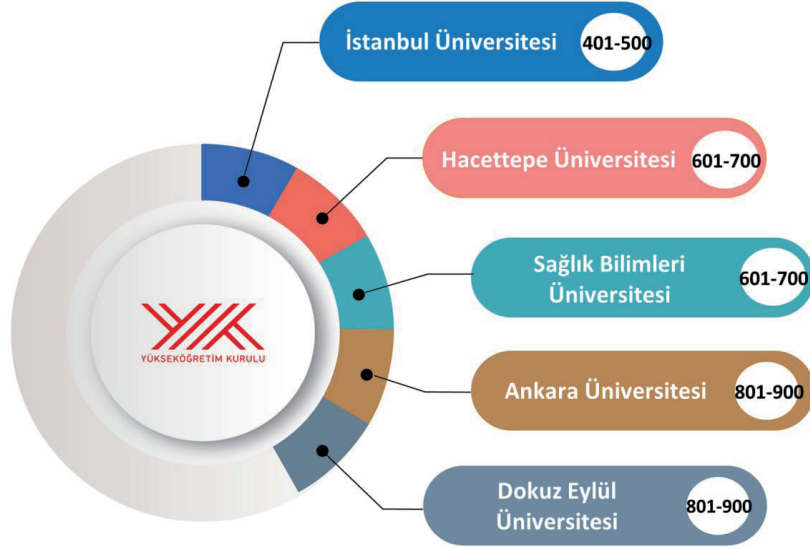 İstanbul Üniversitesi
401-500
Hacettepe Üniversitesi
601-700
Sağlık Bilimleri
Üniversitesi
601-700
YÜKSEKÖĞRETİM KURULU
Ankara Üniversitesi
801-900
Dokuz Eylül
Üniversitesi
801-900